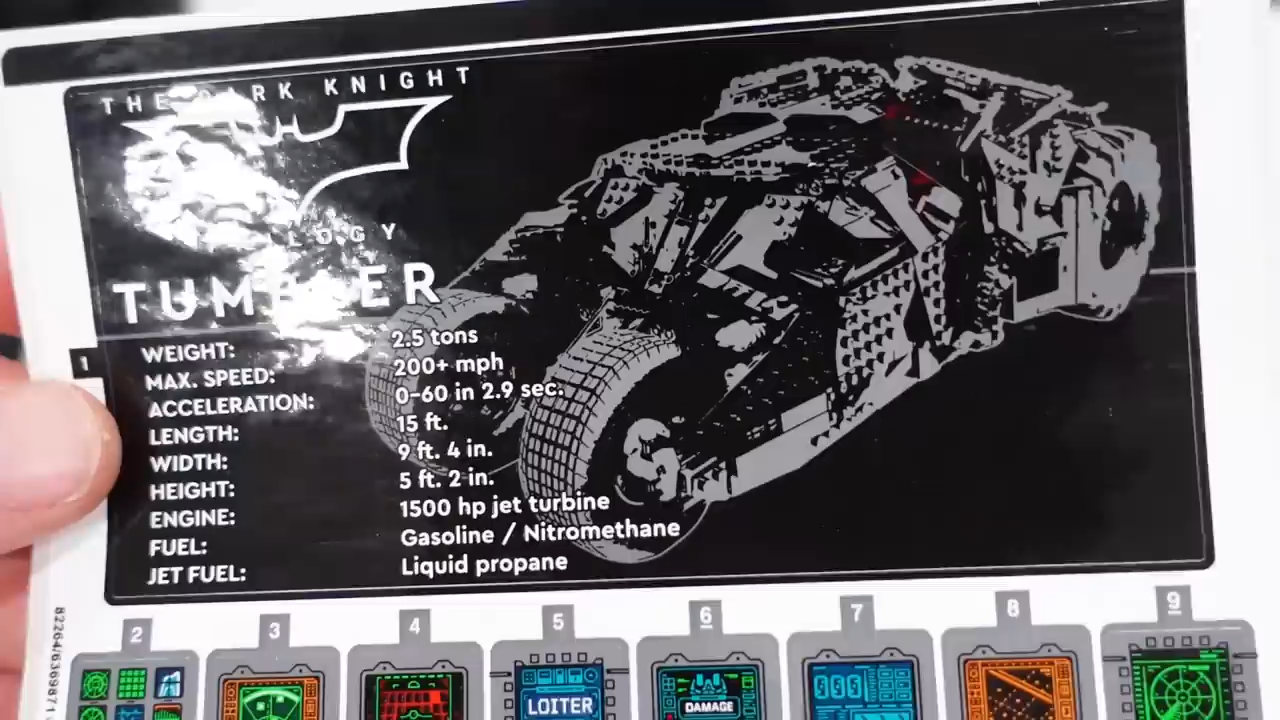 THE DARK KNIGHT
TUMBLER
WEIGHT: 2.5 tons
MAX. SPEED: 200+ mph
ACCELERATION: 0-60 in 2.9 sec.
LENGTH: 15 ft.
WIDTH: 9 ft. 4 in.
HEIGHT: 5 ft. 2 in.
ENGINE: 1500 hp jet turbine
FUEL: Gasoline / Nitromethane
JET FUEL: Liquid propane
1
2 3 4 5 6 7 8 9
000
LOITER
DAMAGE